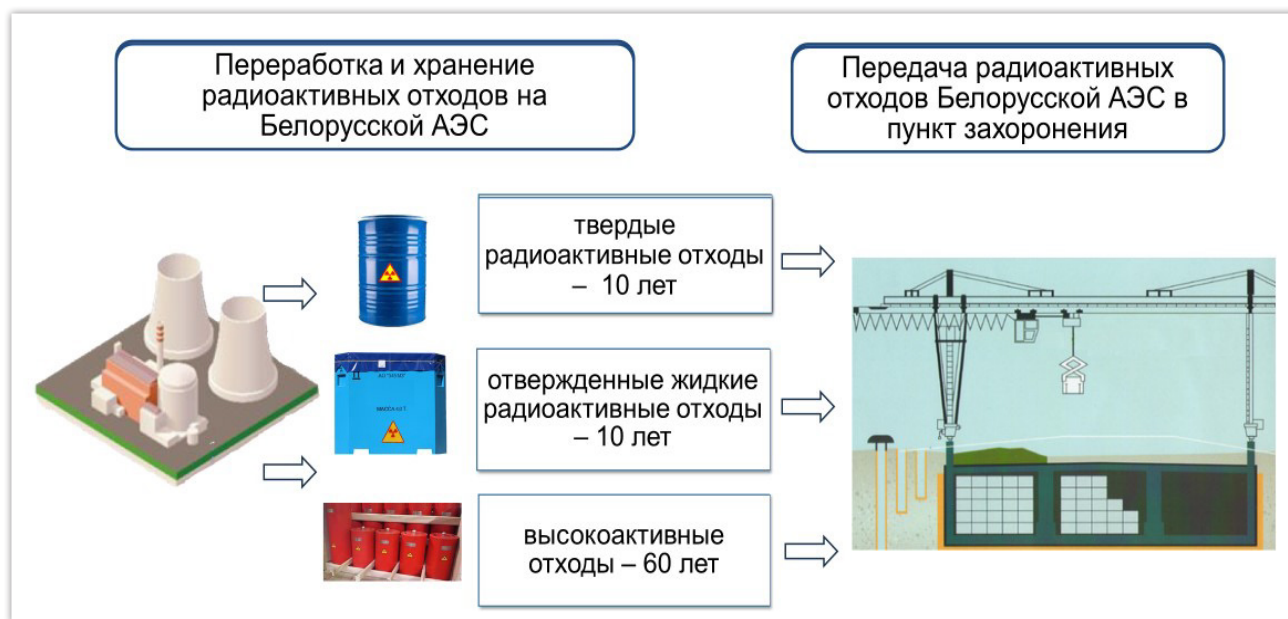 Переработка и хранение
радиоактивных отходов на
Белорусской АЭС
Передача радиоактивных
отходов Белорусской АЭС в
пункт захоронения
твердые
радиоактивные отходы
– 10 лет
отвержденные жидкие
радиоактивные отходы
– 10 лет
высокоактивные
отходы – 60 лет